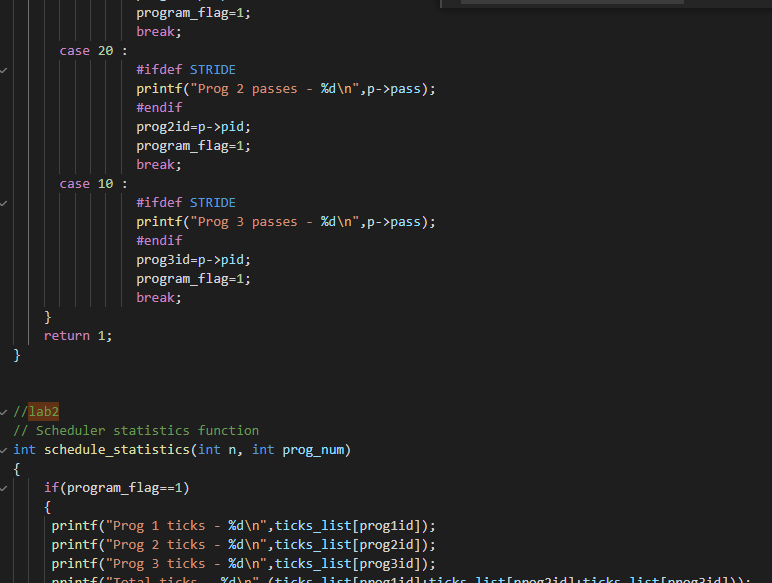 program_flag=1;
break;
case 20 :
#ifdef STRIDE
printf("Prog 2 passes - %d\n",p->pass);
#endif
prog2id=p->pid;
program_flag=1;
break;
case 10 :
#ifdef STRIDE
printf("Prog 3 passes - %d\n",p->pass);
#endif
prog3id=p->pid;
program_flag=1;
break;
}
return 1;
}
//lab2
// Scheduler statistics function
int schedule_statistics(int n, int prog_num)
{
if(program_flag==1)
{
printf("Prog 1 ticks - %d\n",ticks_list[prog1id]);
printf("Prog 2 ticks - %d\n",ticks_list[prog2id]);
printf("Prog 3 ticks - %d\n",ticks_list[prog3id]);
printf("Total ticks - %d\n",(ticks_list[prog1id]+ticks_list[prog2id]+ticks_list[prog3id]));